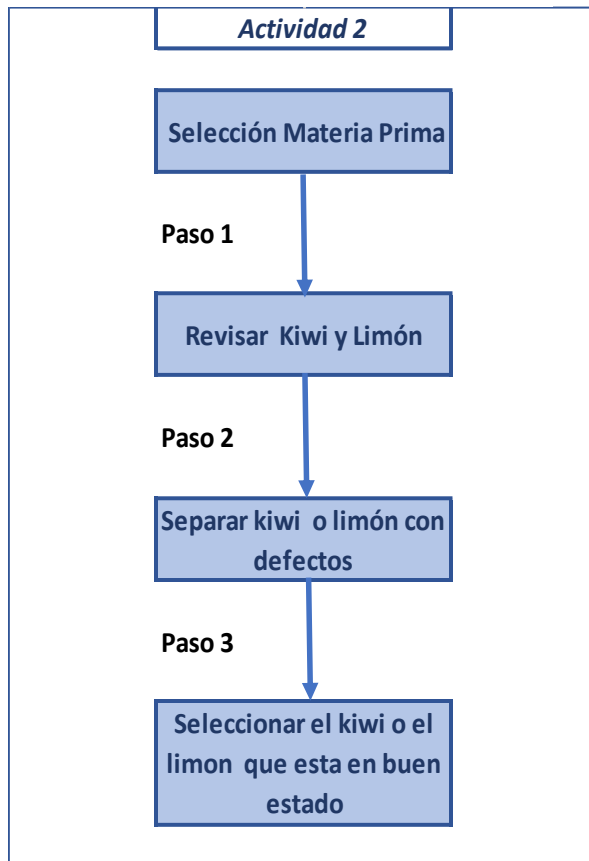 Actividad 2
Selección Materia Prima
Paso 1
Revisar Kiwi y Limón
Paso 2
Separar kiwi o limón con
defectos
Paso 3
Seleccionar el kiwi o el
limon que esta en buen
estado